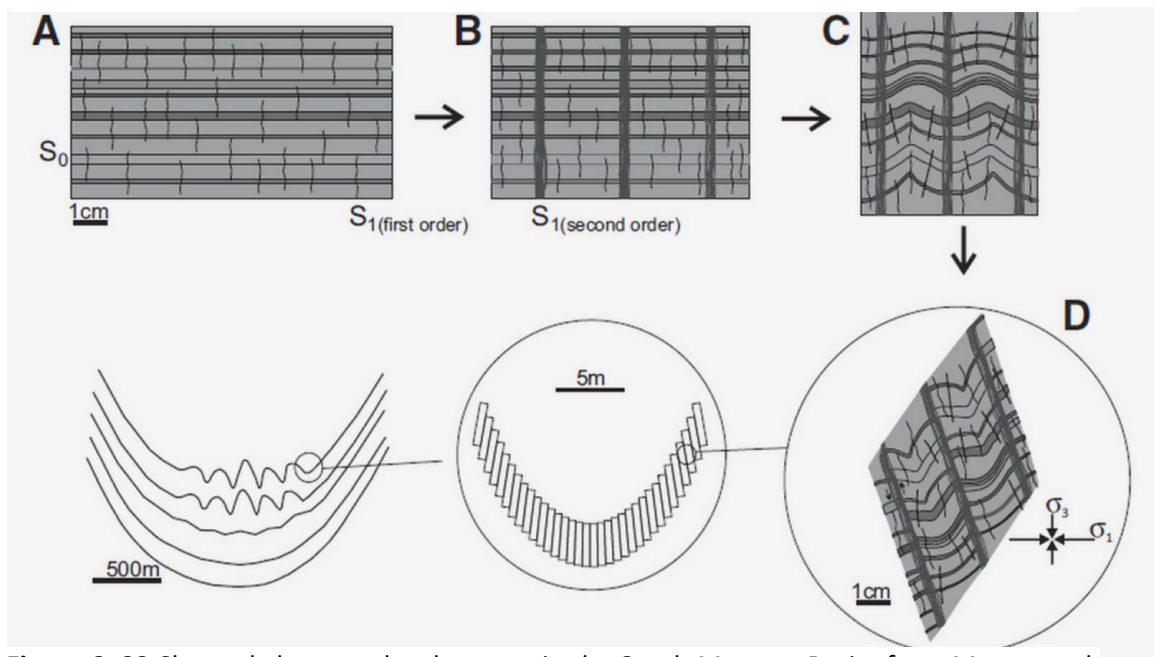 A
B
C
S0
1cm
S1(first order)
S1(second order)
D
5m
500m
σ3
σ1
1cm